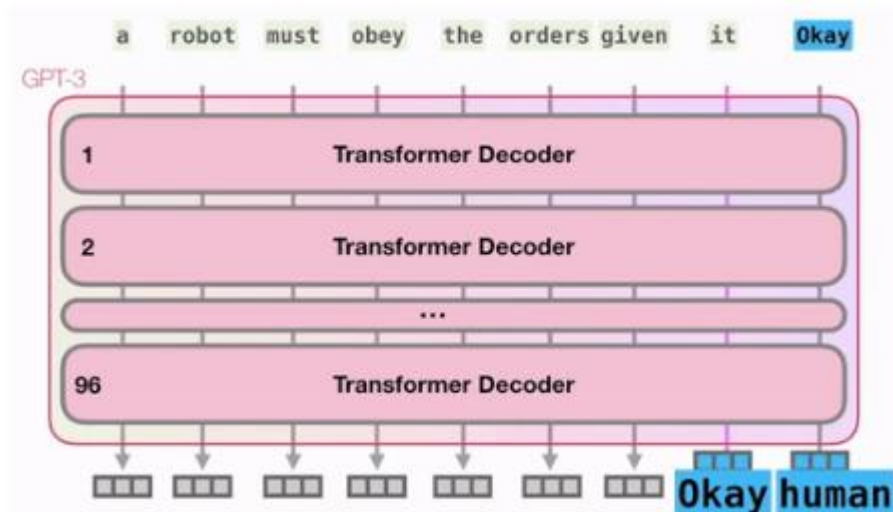 a robot must obey the orders given it Okay
GPT-3
1 Transformer Decoder
2 Transformer Decoder
...
96 Transformer Decoder
Okay human